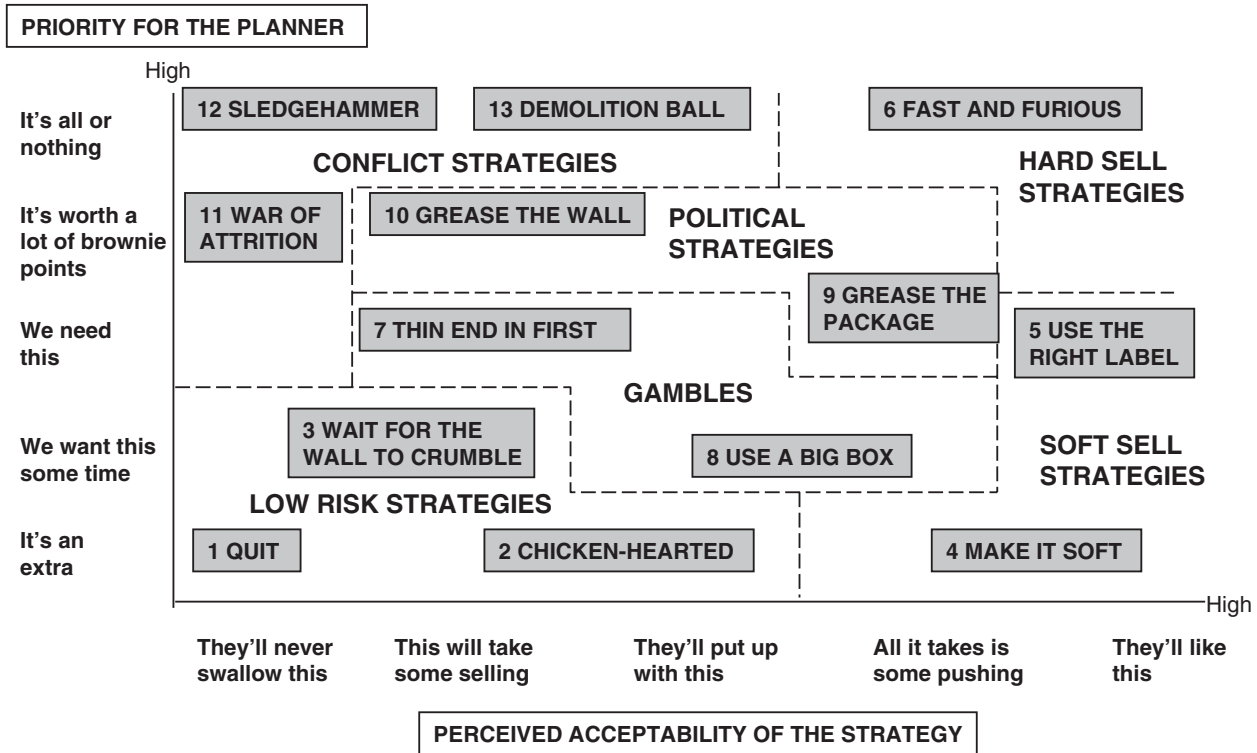 PRIORITY FOR THE PLANNER
High
It's all or
nothing
12 SLEDGEHAMMER
13 DEMOLITION BALL
6 FAST AND FURIOUS
CONFLICT STRATEGIES
HARD SELL
STRATEGIES
It's worth a
lot of brownie
points
11 WAR OF
ATTRITION
10 GREASE THE WALL
POLITICAL
STRATEGIES
9 GREASE THE
PACKAGE
We need
this
7 THIN END IN FIRST
5 USE THE
RIGHT LABEL
GAMBLES
We want this
some time
3 WAIT FOR THE
WALL TO CRUMBLE
8 USE A BIG BOX
SOFT SELL
STRATEGIES
LOW RISK STRATEGIES
It's an
extra
1 QUIT
2 CHICKEN-HEARTED
4 MAKE IT SOFT
High
They'll never
swallow this
This will take
some selling
They'll put up
with this
All it takes is
some pushing
They'll like
this
PERCEIVED ACCEPTABILITY OF THE STRATEGY